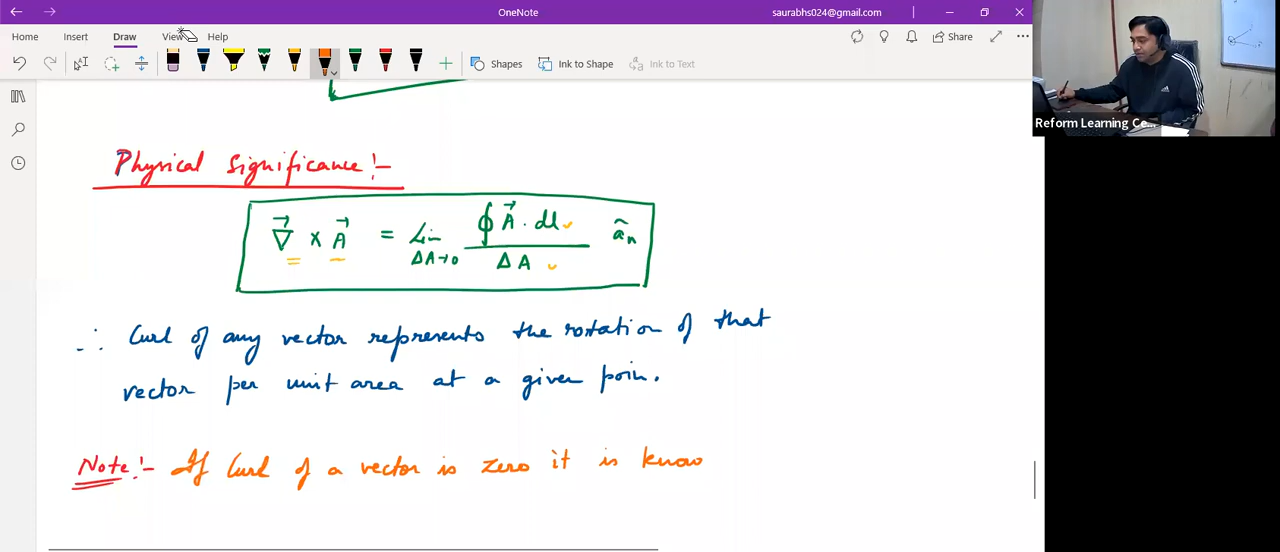 OneNote
saurabhs024@gmail.com
Home Insert Draw View Help
Share
Shapes Ink to Shape Ink to Text
Reform Learning Ce...
Physical Significance:-
∇⃗ × A⃗ = Lim ΔA→0 ∮A⃗ · dl / ΔA âₙ
∴ Curl of any vector represents the rotation of that
vector per unit area at a given poin.
Note:- If Curl of a vector is zero it is know